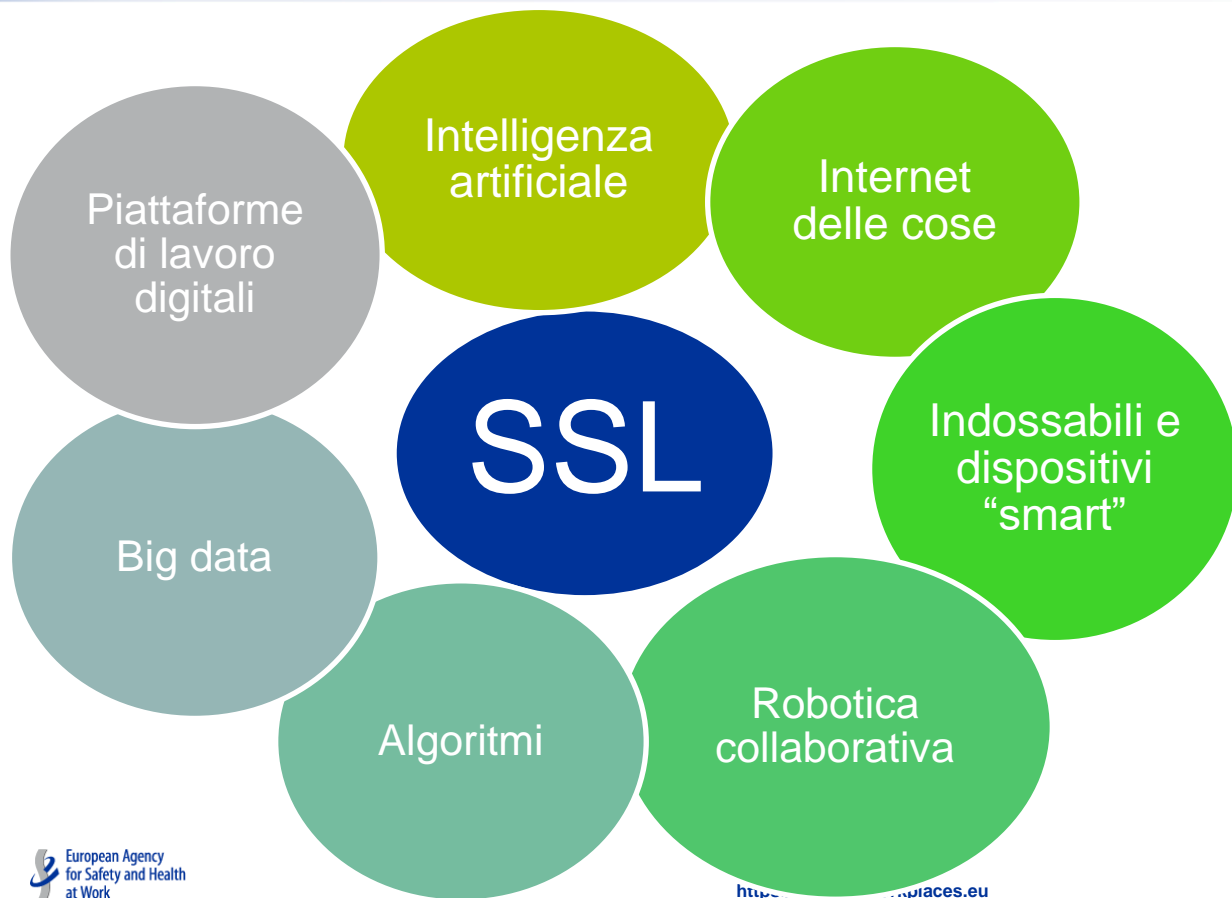 Intelligenza
artificiale
Internet
delle cose
Piattaforme
di lavoro
digitali
SSL
Indossabili e
dispositivi
“smart”
Big data
Algoritmi
Robotica
collaborativa
European Agency
for Safety and Health
at Work